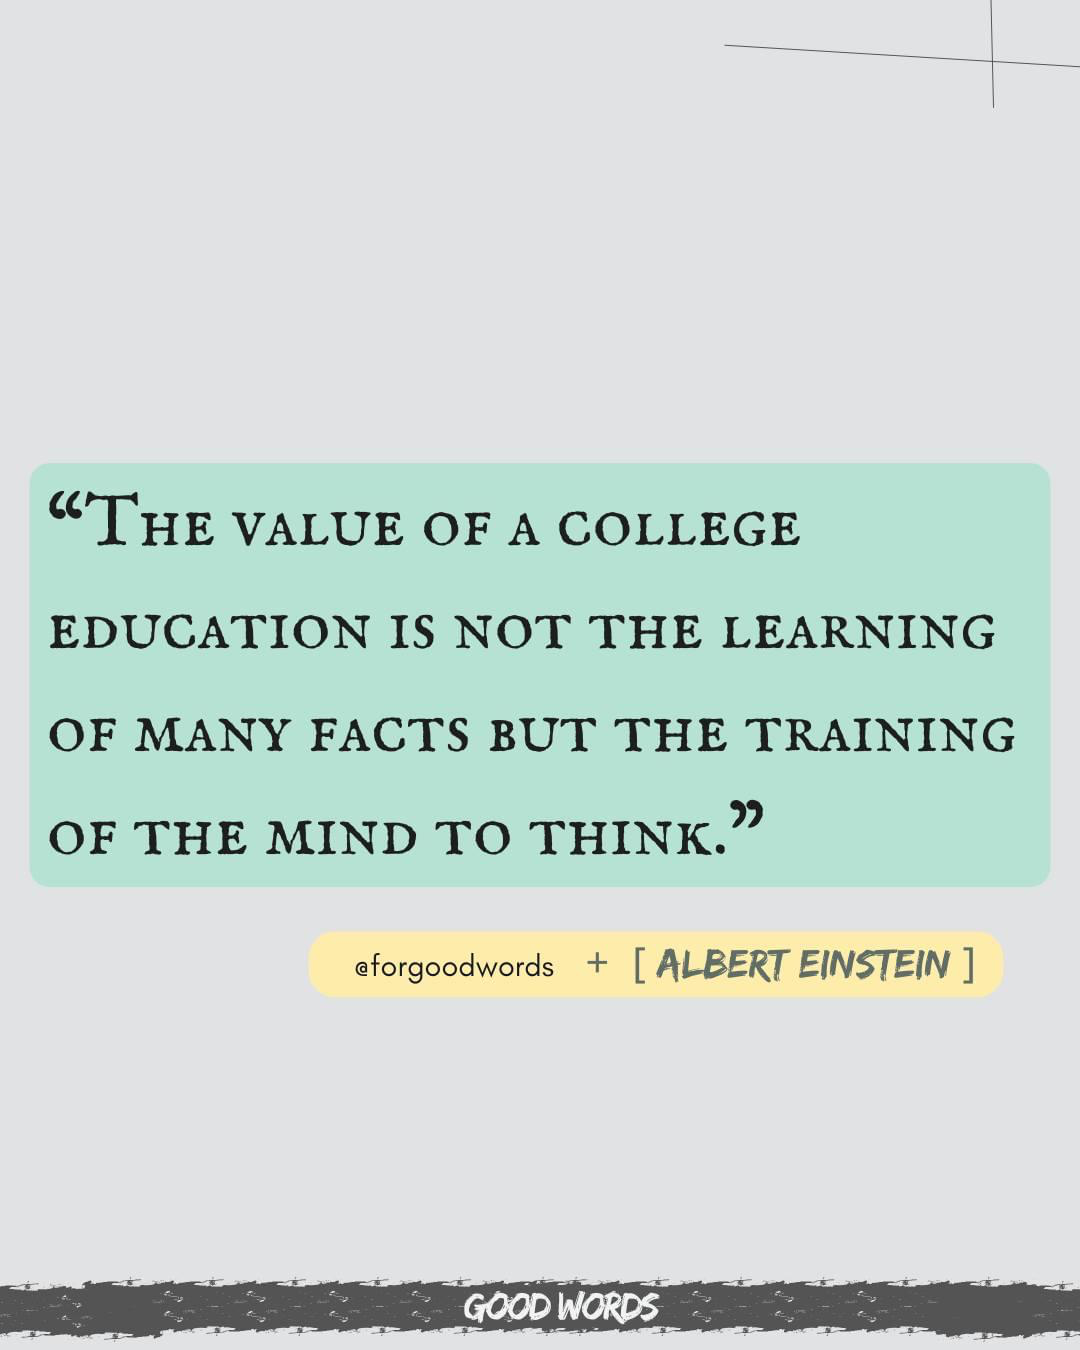 “The value of a college
education is not the learning
of many facts but the training
of the mind to think.”
@forgoodwords + [ ALBERT EINSTEIN ]
GOOD WORDS